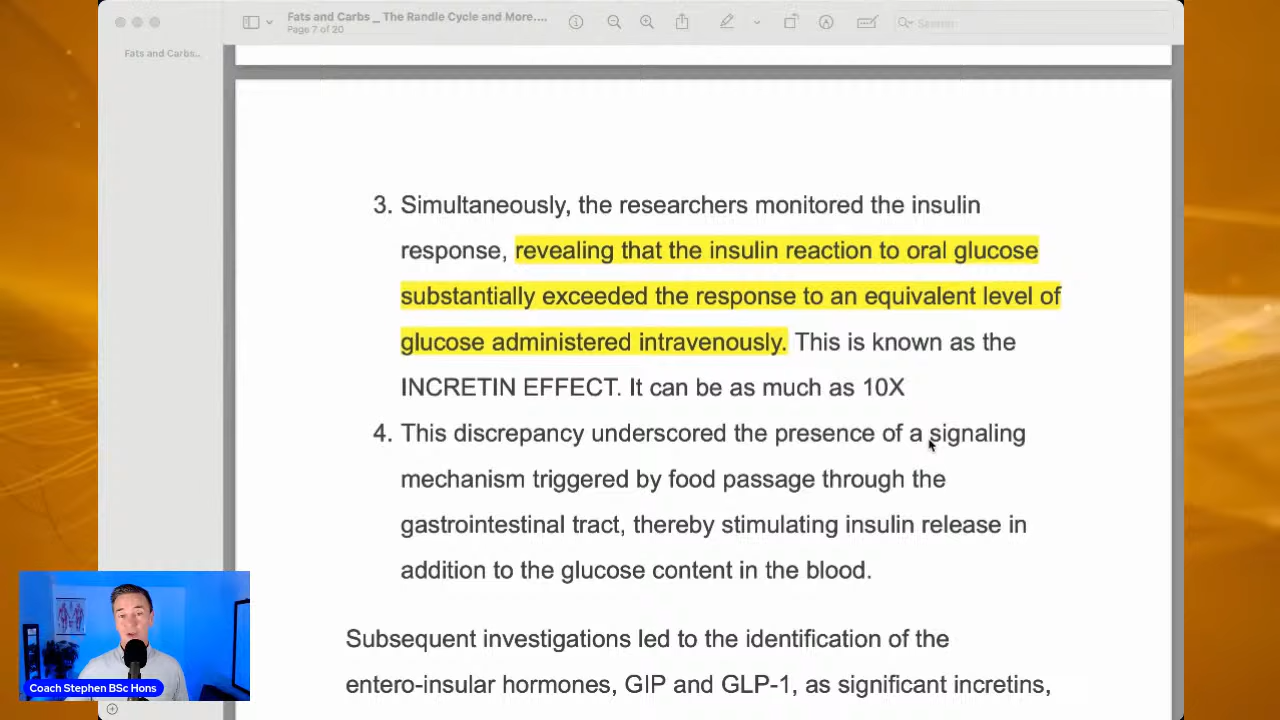 Fats and Carbs _ The Randle Cycle and More....
Page 7 of 20
Search
Fats and Carbs...
3. Simultaneously, the researchers monitored the insulin
response, revealing that the insulin reaction to oral glucose
substantially exceeded the response to an equivalent level of
glucose administered intravenously. This is known as the
INCRETIN EFFECT. It can be as much as 10X
4. This discrepancy underscored the presence of a signaling
mechanism triggered by food passage through the
gastrointestinal tract, thereby stimulating insulin release in
addition to the glucose content in the blood.
Subsequent investigations led to the identification of the
entero-insular hormones, GIP and GLP-1, as significant incretins,
Coach Stephen BSc Hons